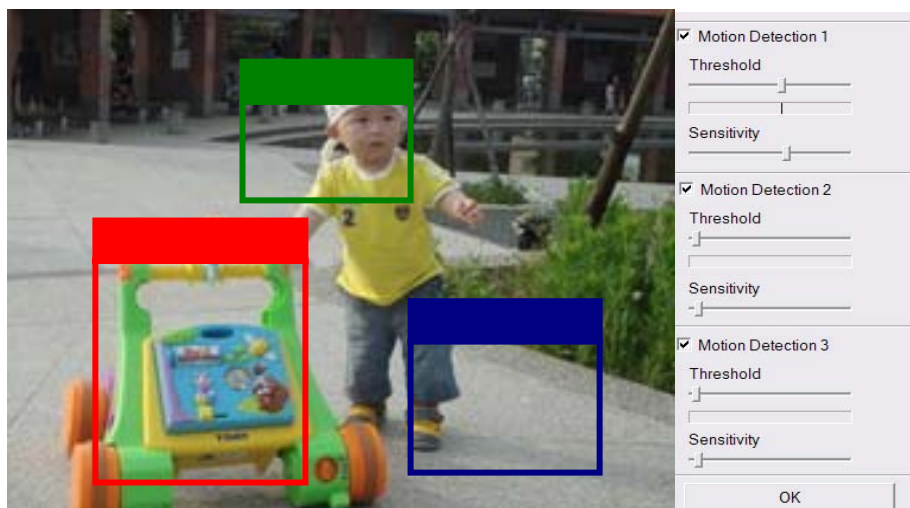 Motion Detection 1
Threshold
Sensitivity
Motion Detection 2
Threshold
Sensitivity
Motion Detection 3
Threshold
Sensitivity
OK
2